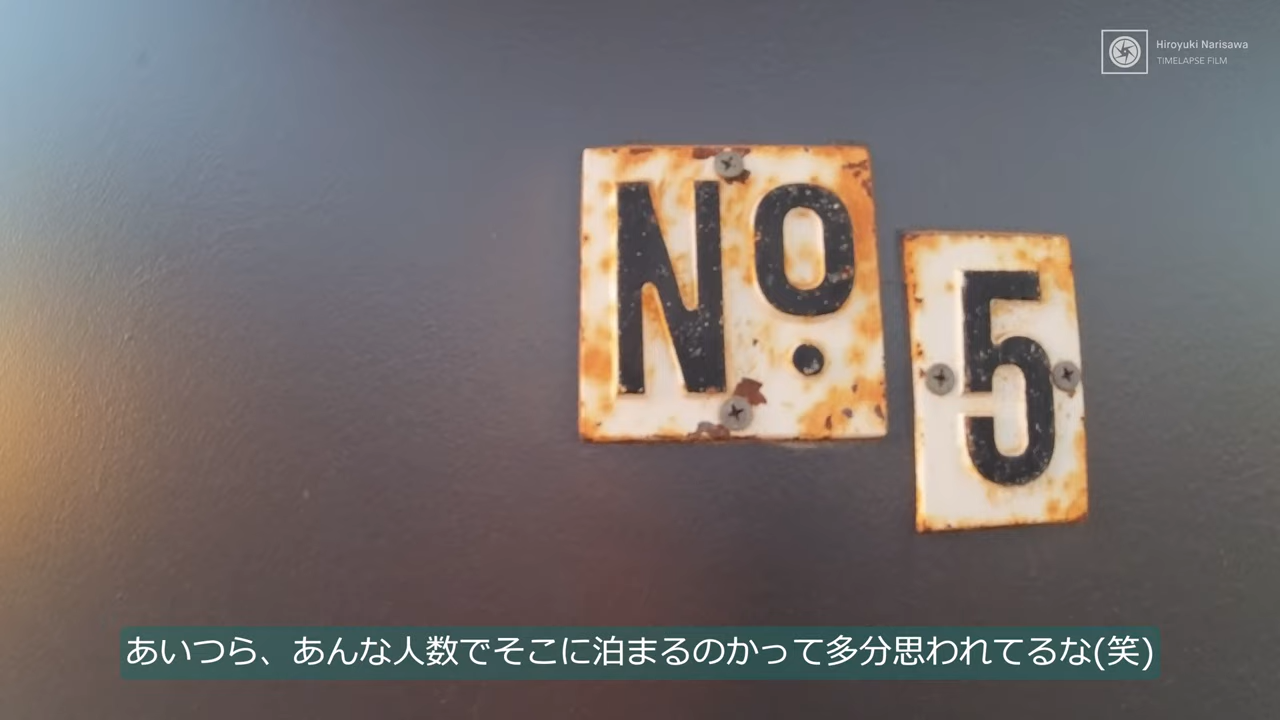 Hiroyuki Narisawa
TIMELAPSE FILM
No.
5
あいつら、あんな人数でそこに泊まるのかって多分思われてるな(笑)